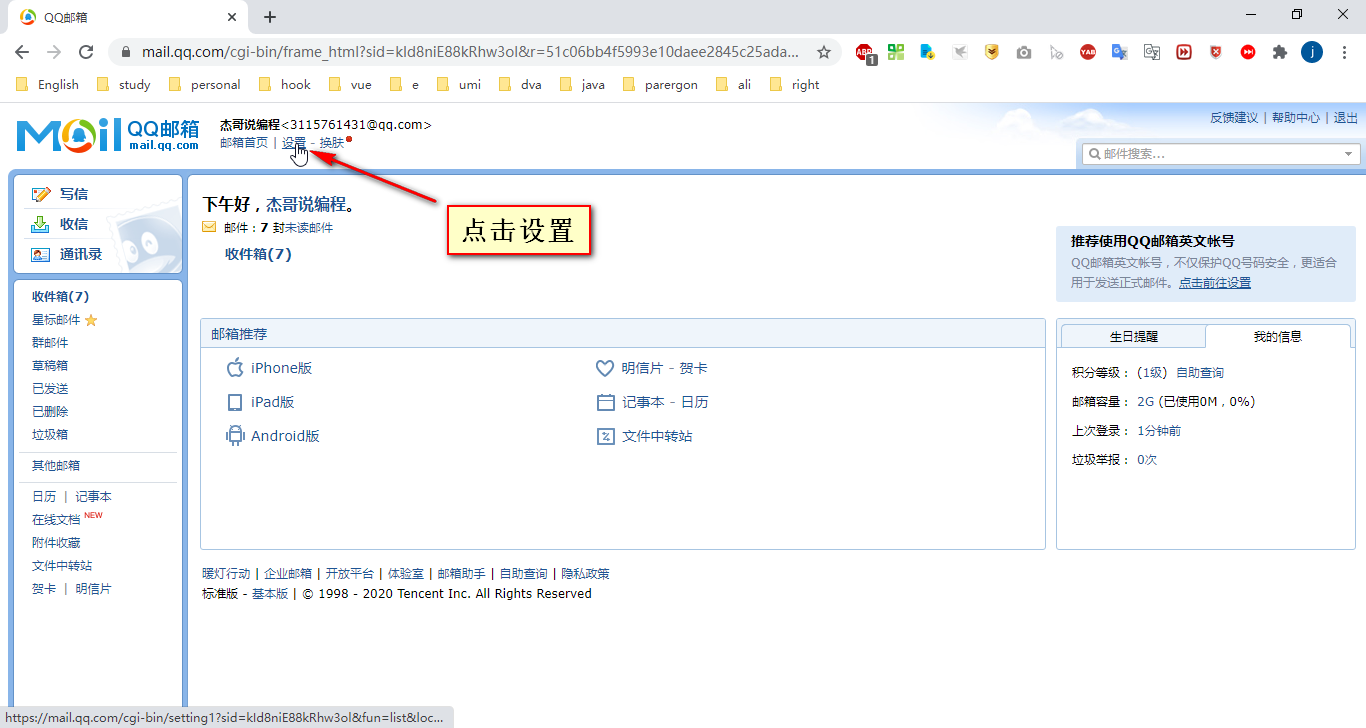 QQ邮箱
mail.qq.com/cgi-bin/frame_html?sid=kId8niE88kRhw3ol&r=51c06bb4f5993e10daee2845c25ada...
ABP
1
YAB
j
English study personal hook vue e umi dva java parergon ali right
Mail QQ邮箱
mail.qq.com
杰哥说编程<3115761431@qq.com>
邮箱首页 | 设置 - 换肤
反馈建议 | 帮助中心 | 退出
邮件搜索...
点击设置
写信
收信
通讯录
收件箱(7)
星标邮件
群邮件
草稿箱
已发送
已删除
垃圾箱
其他邮箱
日历 | 记事本
在线文档 NEW
附件收藏
文件中转站
贺卡 | 明信片
下午好，杰哥说编程。
邮件：7 封未读邮件
收件箱(7)
推荐使用QQ邮箱英文帐号
QQ邮箱英文帐号，不仅保护QQ号码安全，更适合
用于发送正式邮件。点击前往设置
邮箱推荐
iPhone版
明信片 - 贺卡
iPad版
记事本 - 日历
Android版
文件中转站
生日提醒
我的信息
积分等级： (1级) 自助查询
邮箱容量： 2G (已使用0M，0%)
上次登录： 1分钟前
垃圾举报： 0次
暖灯行动 | 企业邮箱 | 开放平台 | 体验室 | 邮箱助手 | 自助查询 | 隐私政策
标准版 - 基本版 | © 1998 - 2020 Tencent Inc. All Rights Reserved
https://mail.qq.com/cgi-bin/setting1?sid=kId8niE88kRhw3ol&fun=list&loc...